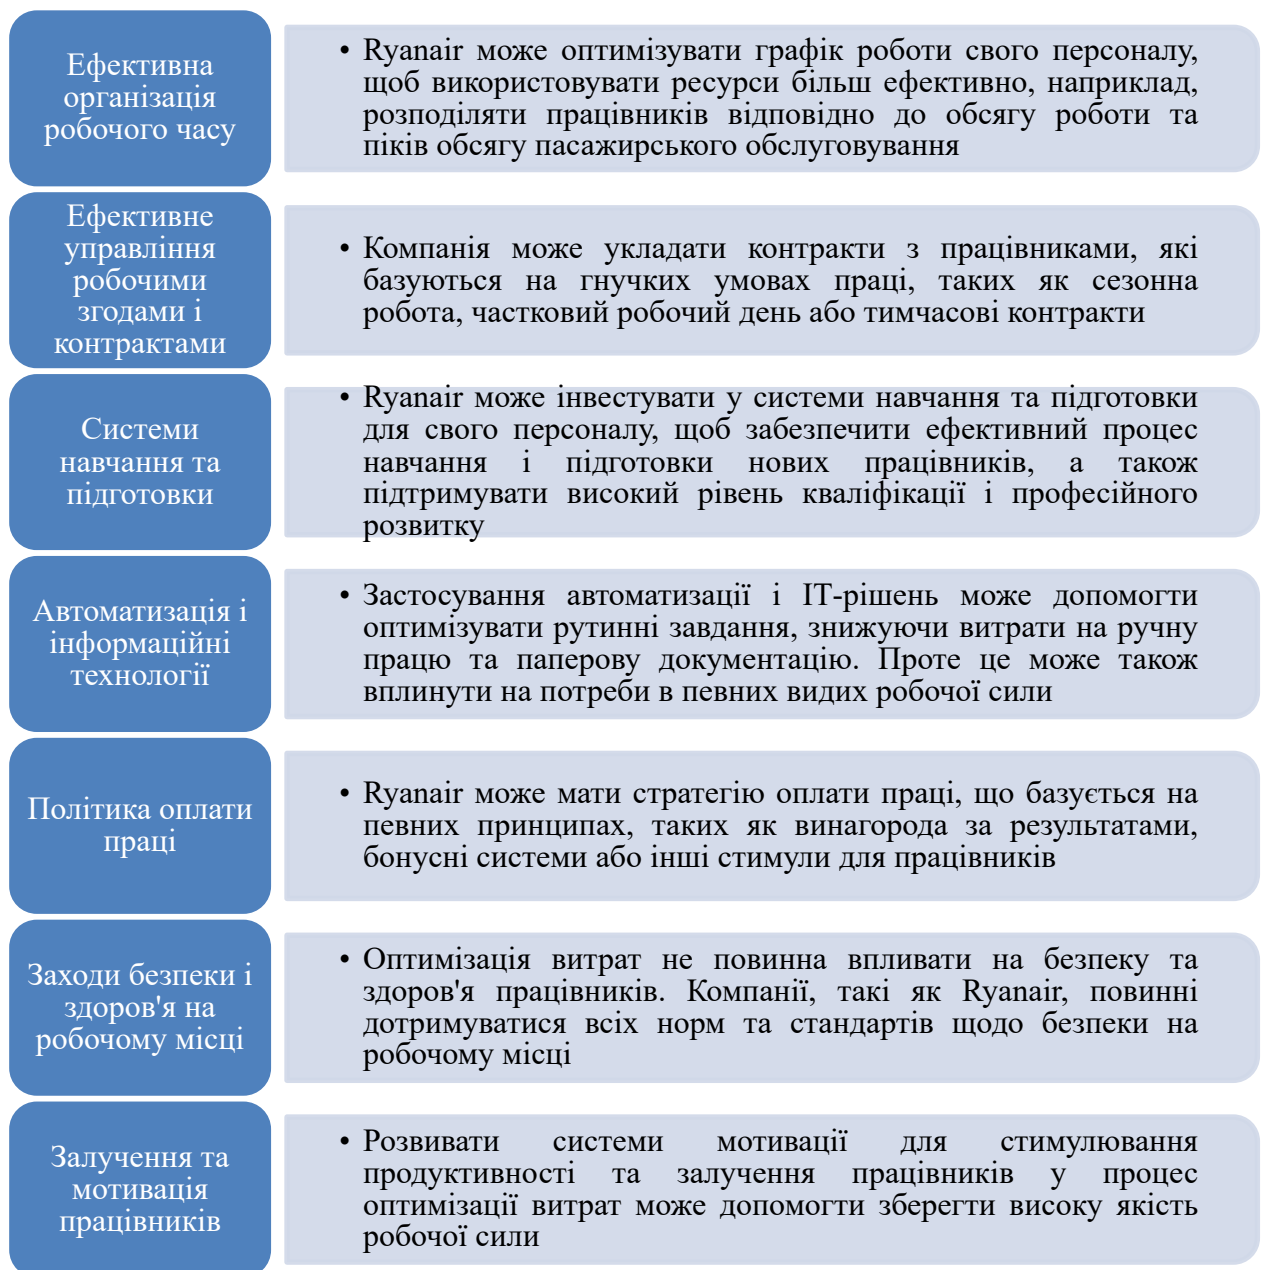 Ефективна
організація
робочого часу
• Ryanair може оптимізувати графік роботи свого персоналу,
щоб використовувати ресурси більш ефективно, наприклад,
розподіляти працівників відповідно до обсягу роботи та
піків обсягу пасажирського обслуговування
Ефективне
управління
робочими
згодами і
контрактами
• Компанія може укладати контракти з працівниками, які
базуються на гнучких умовах праці, таких як сезонна
робота, частковий робочий день або тимчасові контракти
Системи
навчання та
підготовки
• Ryanair може інвестувати у системи навчання та підготовки
для свого персоналу, щоб забезпечити ефективний процес
навчання і підготовки нових працівників, а також
підтримувати високий рівень кваліфікації і професійного
розвитку
Автоматизація і
інформаційні
технології
• Застосування автоматизації і ІТ-рішень може допомогти
оптимізувати рутинні завдання, знижуючи витрати на ручну
працю та паперову документацію. Проте це може також
вплинути на потреби в певних видих робочої сили
Політика оплати
праці
• Ryanair може мати стратегію оплати праці, що базується на
певних принципах, таких як винагорода за результатами,
бонусні системи або інші стимули для працівників
Заходи безпеки і
здоров'я на
робочому місці
• Оптимізація витрат не повинна впливати на безпеку та
здоров'я працівників. Компанії, такі як Ryanair, повинні
дотримуватися всіх норм та стандартів щодо безпеки на
робочому місці
Залучення та
мотивація
працівників
• Розвивати системи мотивації для стимулювання
продуктивності та залучення працівників у процес
оптимізації витрат може допомогти зберегти високу якість
робочої сили